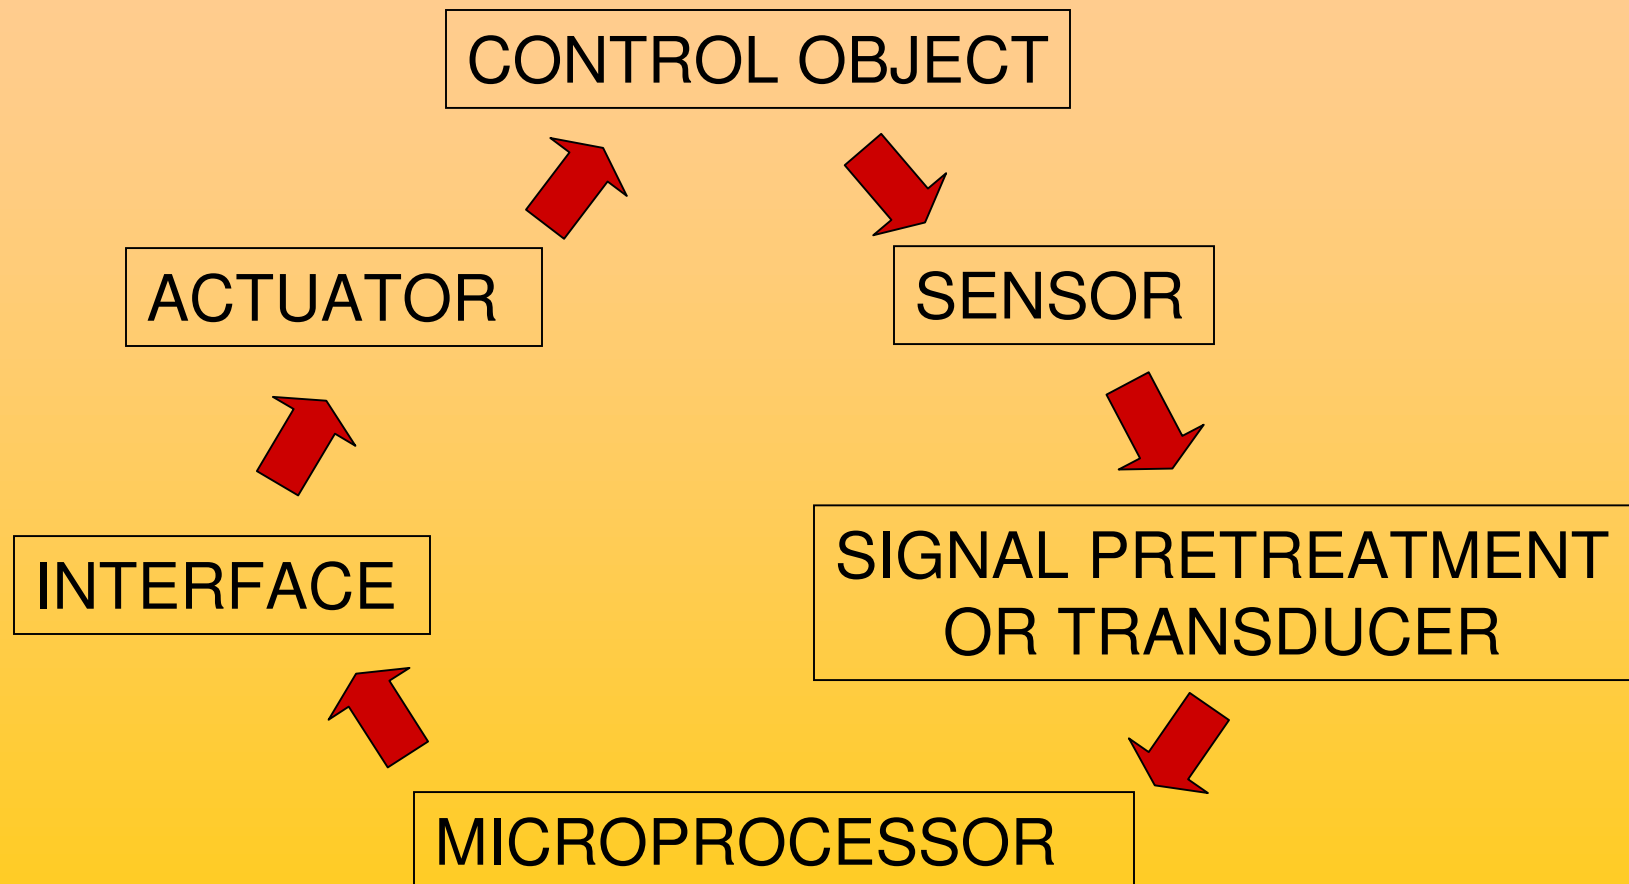 CONTROL OBJECT
ACTUATOR
SENSOR
INTERFACE
SIGNAL PRETREATMENT
OR TRANSDUCER
MICROPROCESSOR